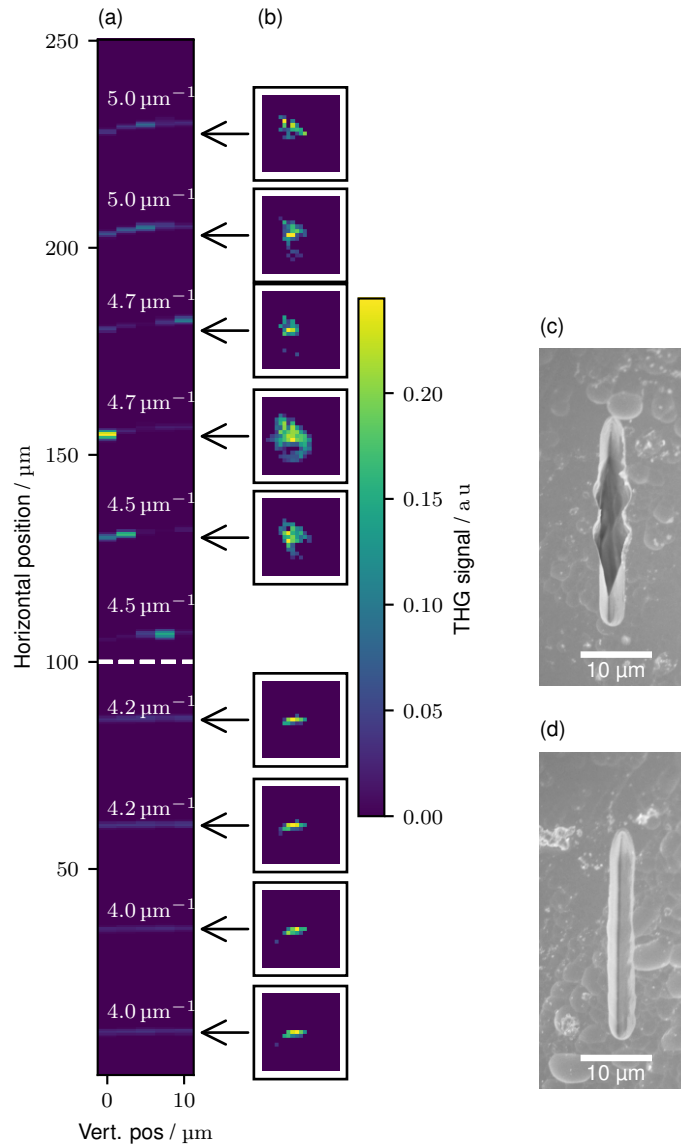 (a)
(b)
250
200
150
100
50
Horizontal position / µm
5.0 µm⁻¹
5.0 µm⁻¹
4.7 µm⁻¹
4.7 µm⁻¹
4.5 µm⁻¹
4.5 µm⁻¹
4.2 µm⁻¹
4.2 µm⁻¹
4.0 µm⁻¹
4.0 µm⁻¹
0
10
Vert. pos / µm
0.20
0.15
0.10
0.05
0.00
THG signal / a u
(c)
10 µm
(d)
10 µm